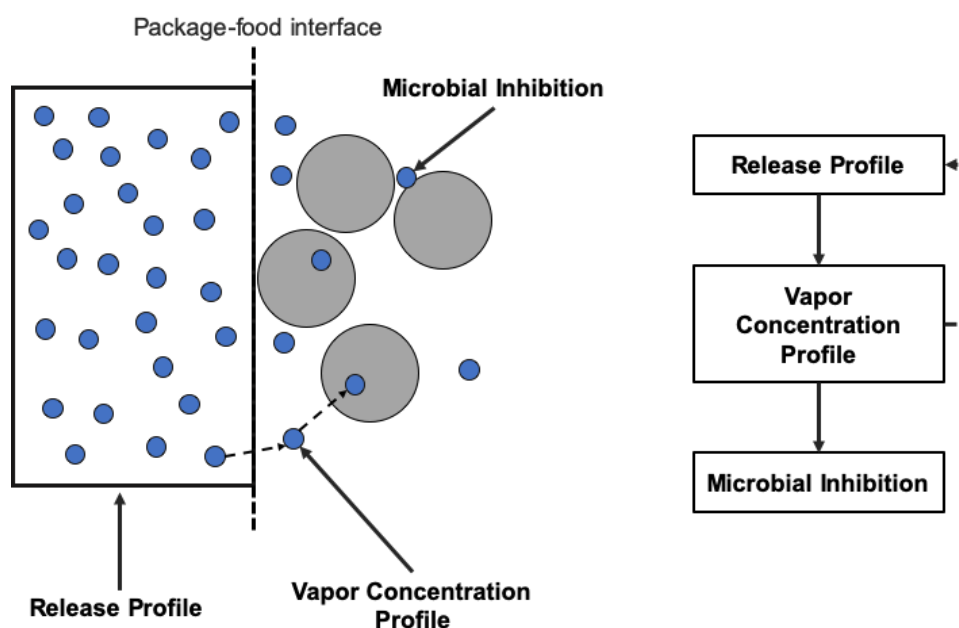 Package-food interface
Microbial Inhibition
Release Profile
Vapor Concentration
Profile
Release Profile
Vapor
Concentration
Profile
Microbial Inhibition